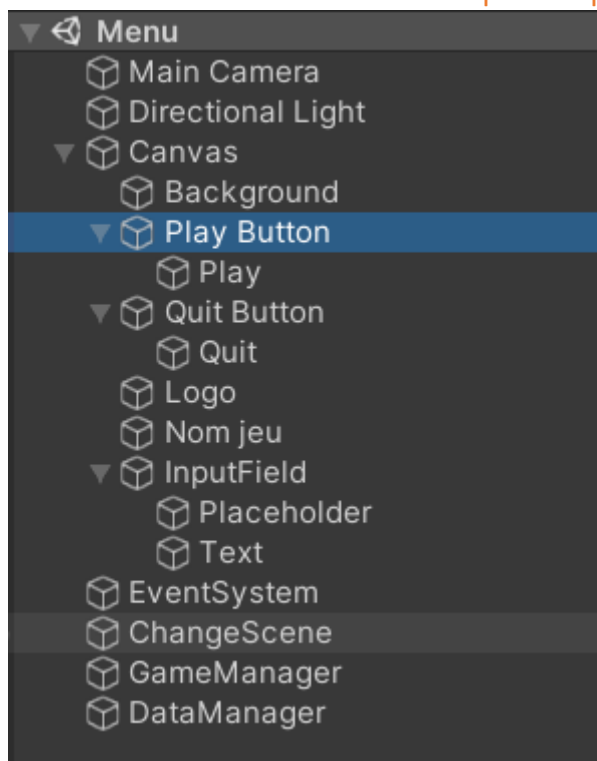 Menu
Main Camera
Directional Light
Canvas
Background
Play Button
Play
Quit Button
Quit
Logo
Nom jeu
InputField
Placeholder
Text
EventSystem
ChangeScene
GameManager
DataManager